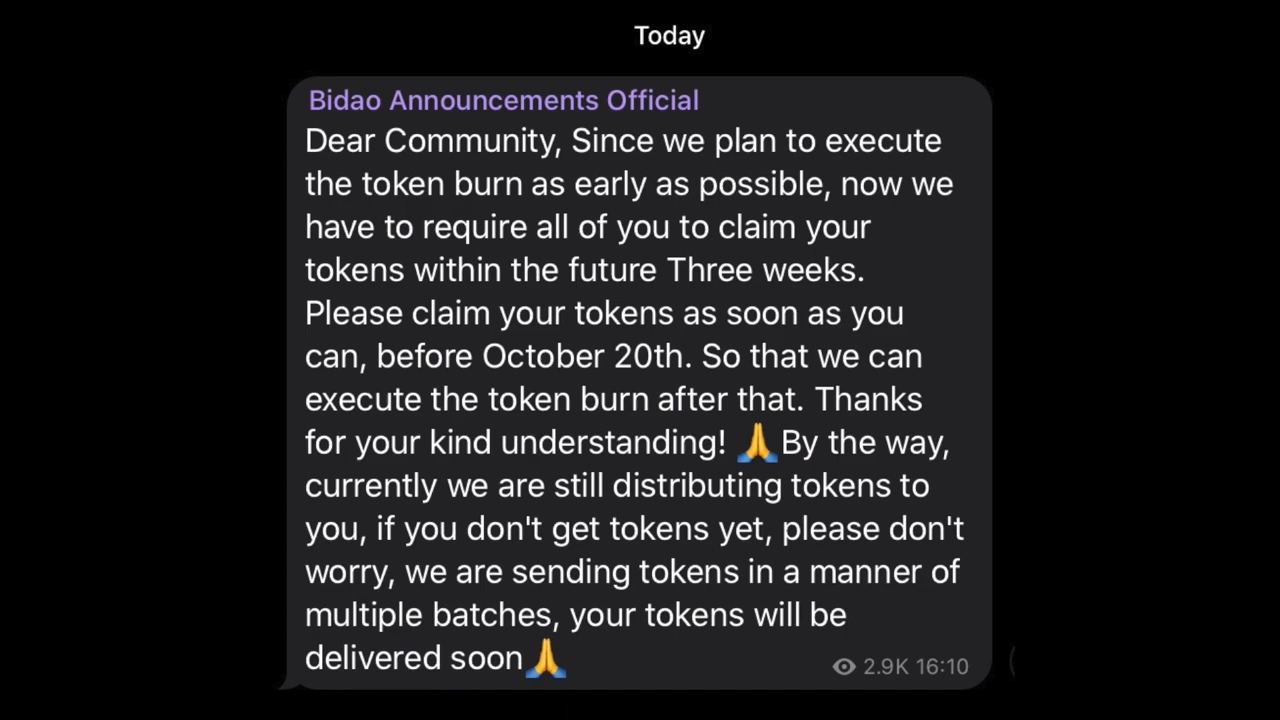 Today
Bidao Announcements Official
Dear Community, Since we plan to execute
the token burn as early as possible, now we
have to require all of you to claim your
tokens within the future Three weeks.
Please claim your tokens as soon as you
can, before October 20th. So that we can
execute the token burn after that. Thanks
for your kind understanding! 🙏By the way,
currently we are still distributing tokens to
you, if you don't get tokens yet, please don't
worry, we are sending tokens in a manner of
multiple batches, your tokens will be
delivered soon🙏
2.9K 16:10